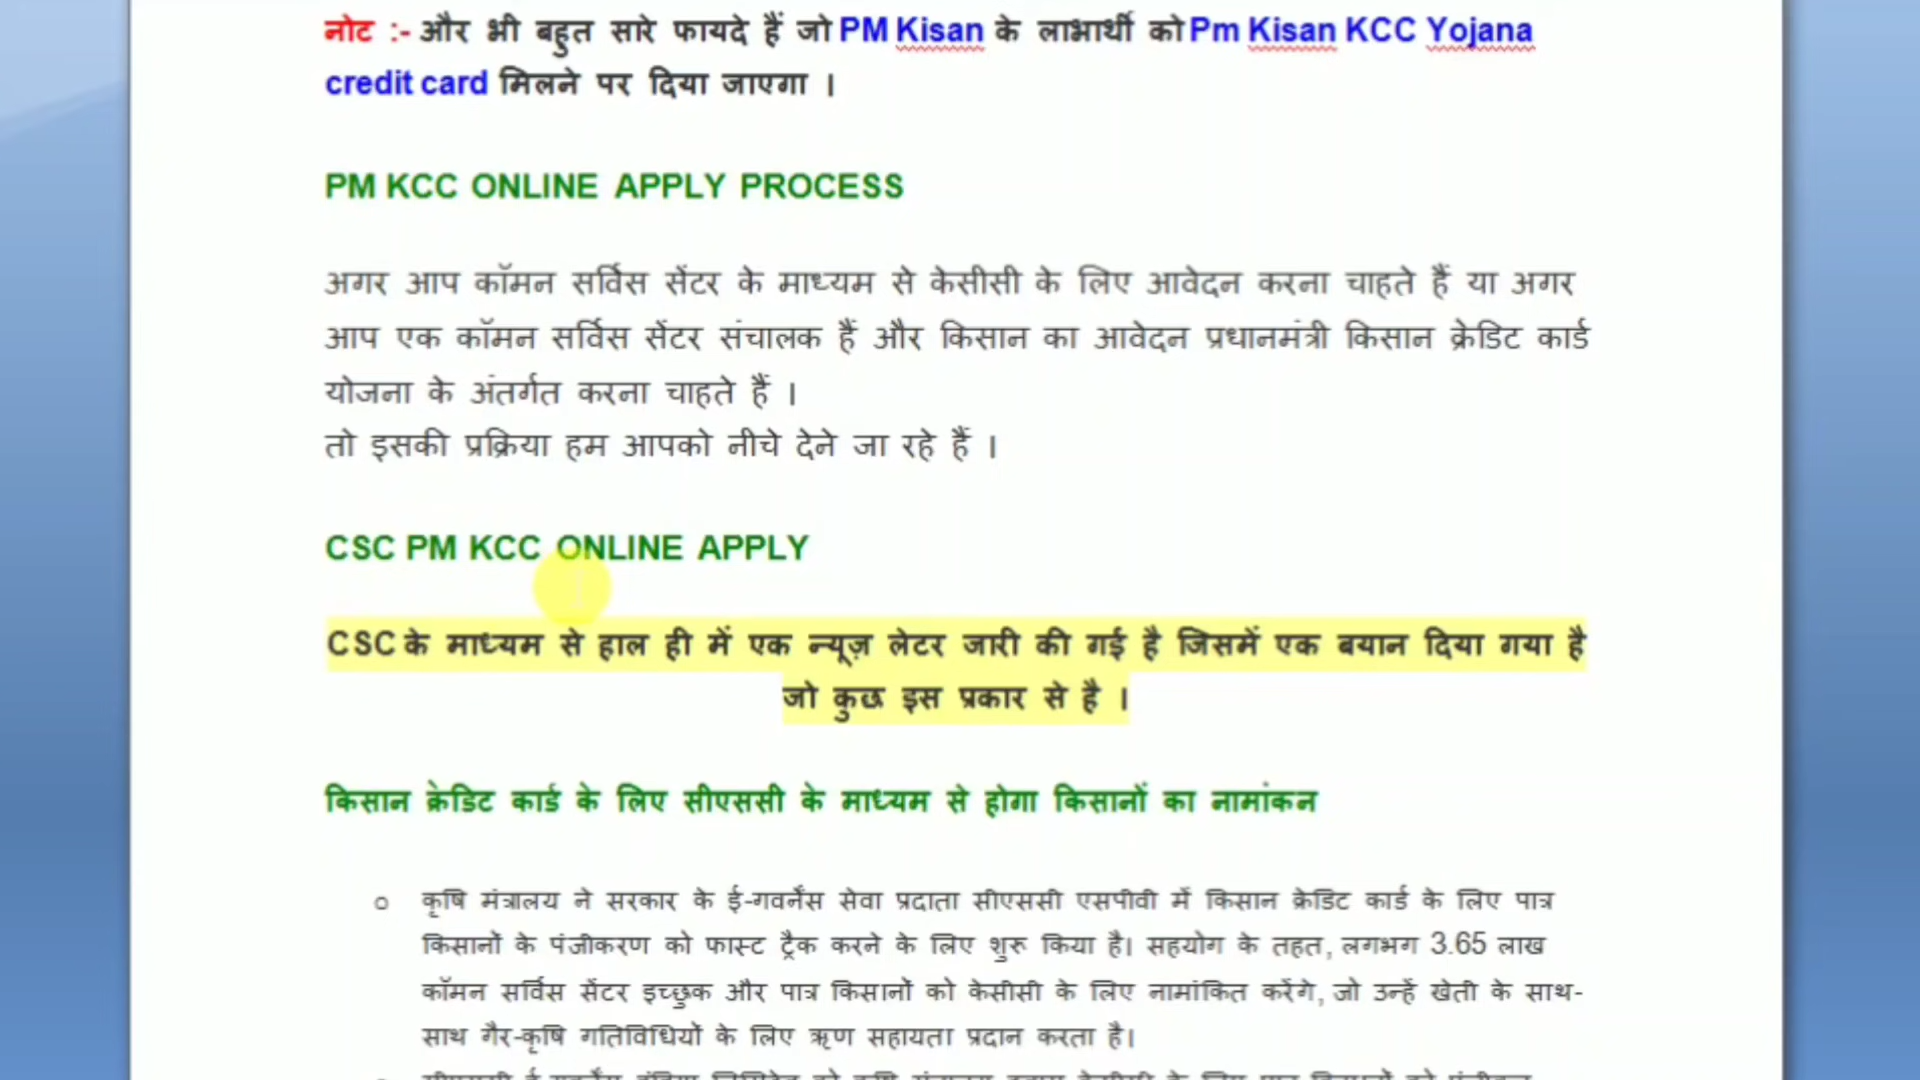 नोट :- और भी बहुत सारे फायदे हैं जो PM Kisan के लाभार्थी को Pm Kisan KCC Yojana
credit card मिलने पर दिया जाएगा ।
PM KCC ONLINE APPLY PROCESS
अगर आप कॉमन सर्विस सेंटर के माध्यम से केसीसी के लिए आवेदन करना चाहते हैं या अगर
आप एक कॉमन सर्विस सेंटर संचालक हैं और किसान का आवेदन प्रधानमंत्री किसान क्रेडिट कार्ड
योजना के अंतर्गत करना चाहते हैं ।
तो इसकी प्रक्रिया हम आपको नीचे देने जा रहे हैं ।
CSC PM KCC ONLINE APPLY
CSC के माध्यम से हाल ही में एक न्यूज़ लेटर जारी की गई है जिसमें एक बयान दिया गया है
जो कुछ इस प्रकार से है ।
किसान क्रेडिट कार्ड के लिए सीएससी के माध्यम से होगा किसानों का नामांकन
o कृषि मंत्रालय ने सरकार के ई-गवर्नेंस सेवा प्रदाता सीएससी एसपीवी में किसान क्रेडिट कार्ड के लिए पात्र
किसानों के पंजीकरण को फास्ट ट्रैक करने के लिए शुरू किया है। सहयोग के तहत, लगभग 3.65 लाख
कॉमन सर्विस सेंटर इच्छुक और पात्र किसानों को केसीसी के लिए नामांकित करेंगे, जो उन्हें खेती के साथ-
साथ गैर-कृषि गतिविधियों के लिए ऋण सहायता प्रदान करता है।